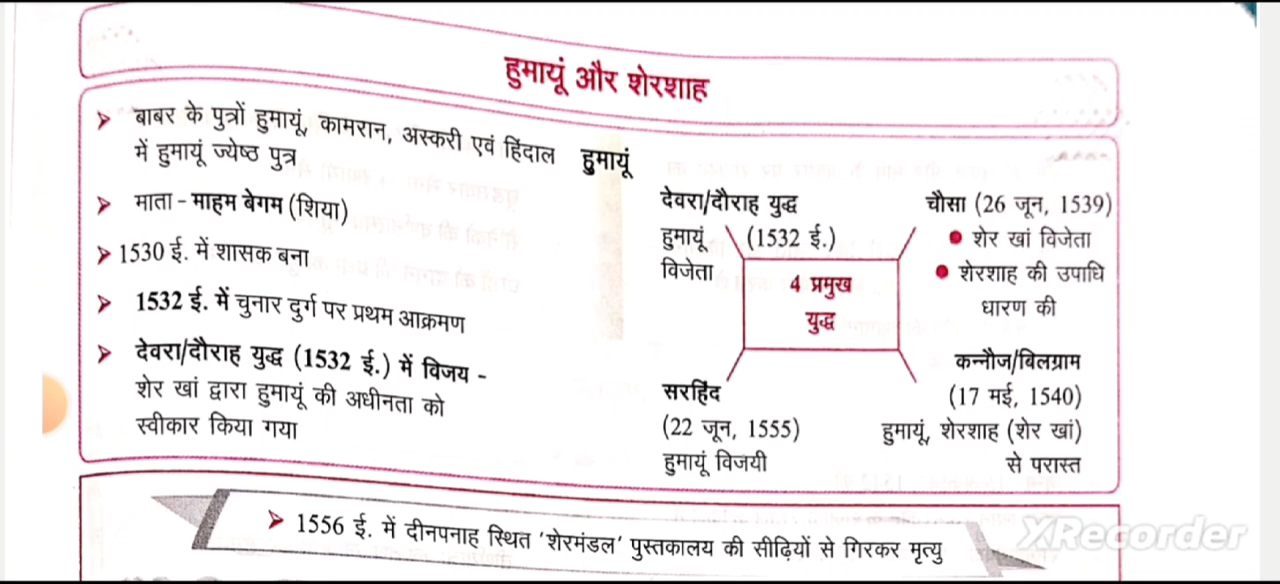 हुमायूं और शेरशाह
➤ बाबर के पुत्रों हुमायूं, कामरान, अस्करी एवं हिंदाल
में हुमायूं ज्येष्ठ पुत्र
➤ माता - माहम बेगम (शिया)
➤ 1530 ई. में शासक बना
➤ 1532 ई. में चुनार दुर्ग पर प्रथम आक्रमण
➤ देवरा/दौराह युद्ध (1532 ई.) में विजय -
शेर खां द्वारा हुमायूं की अधीनता को
स्वीकार किया गया
हुमायूं
देवरा/दौराह युद्ध
(1532 ई.)
हुमायूं
विजेता
चौसा (26 जून, 1539)
● शेर खां विजेता
● शेरशाह की उपाधि
धारण की
4 प्रमुख
युद्ध
सरहिंद
(22 जून, 1555)
हुमायूं विजयी
कन्नौज/बिलग्राम
(17 मई, 1540)
हुमायूं, शेरशाह (शेर खां)
से परास्त
➤ 1556 ई. में दीनपनाह स्थित 'शेरमंडल' पुस्तकालय की सीढ़ियों से गिरकर मृत्यु
XRecorder